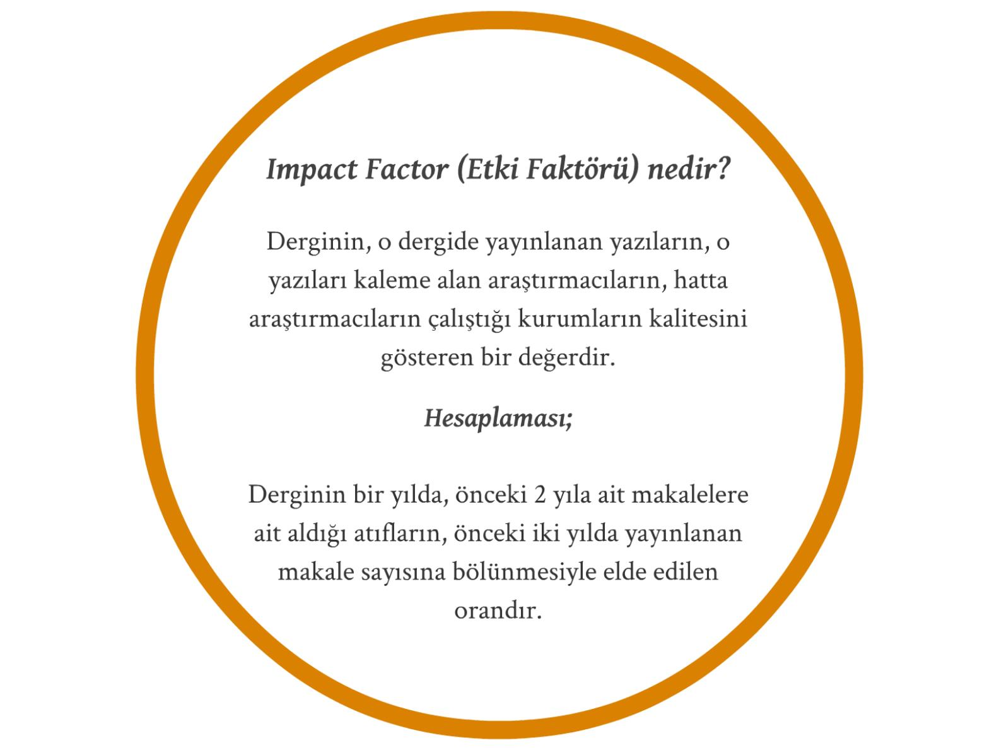 Impact Factor (Etki Faktörü) nedir?
Derginin, o dergide yayınlanan yazıların, o
yazıları kaleme alan araştırmacıların, hatta
araştırmacıların çalıştığı kurumların kalitesini
gösteren bir değerdir.
Hesaplaması;
Derginin bir yılda, önceki 2 yıla ait makalelere
ait aldığı atıfların, önceki iki yılda yayınlanan
makale sayısına bölünmesiyle elde edilen
orandır.